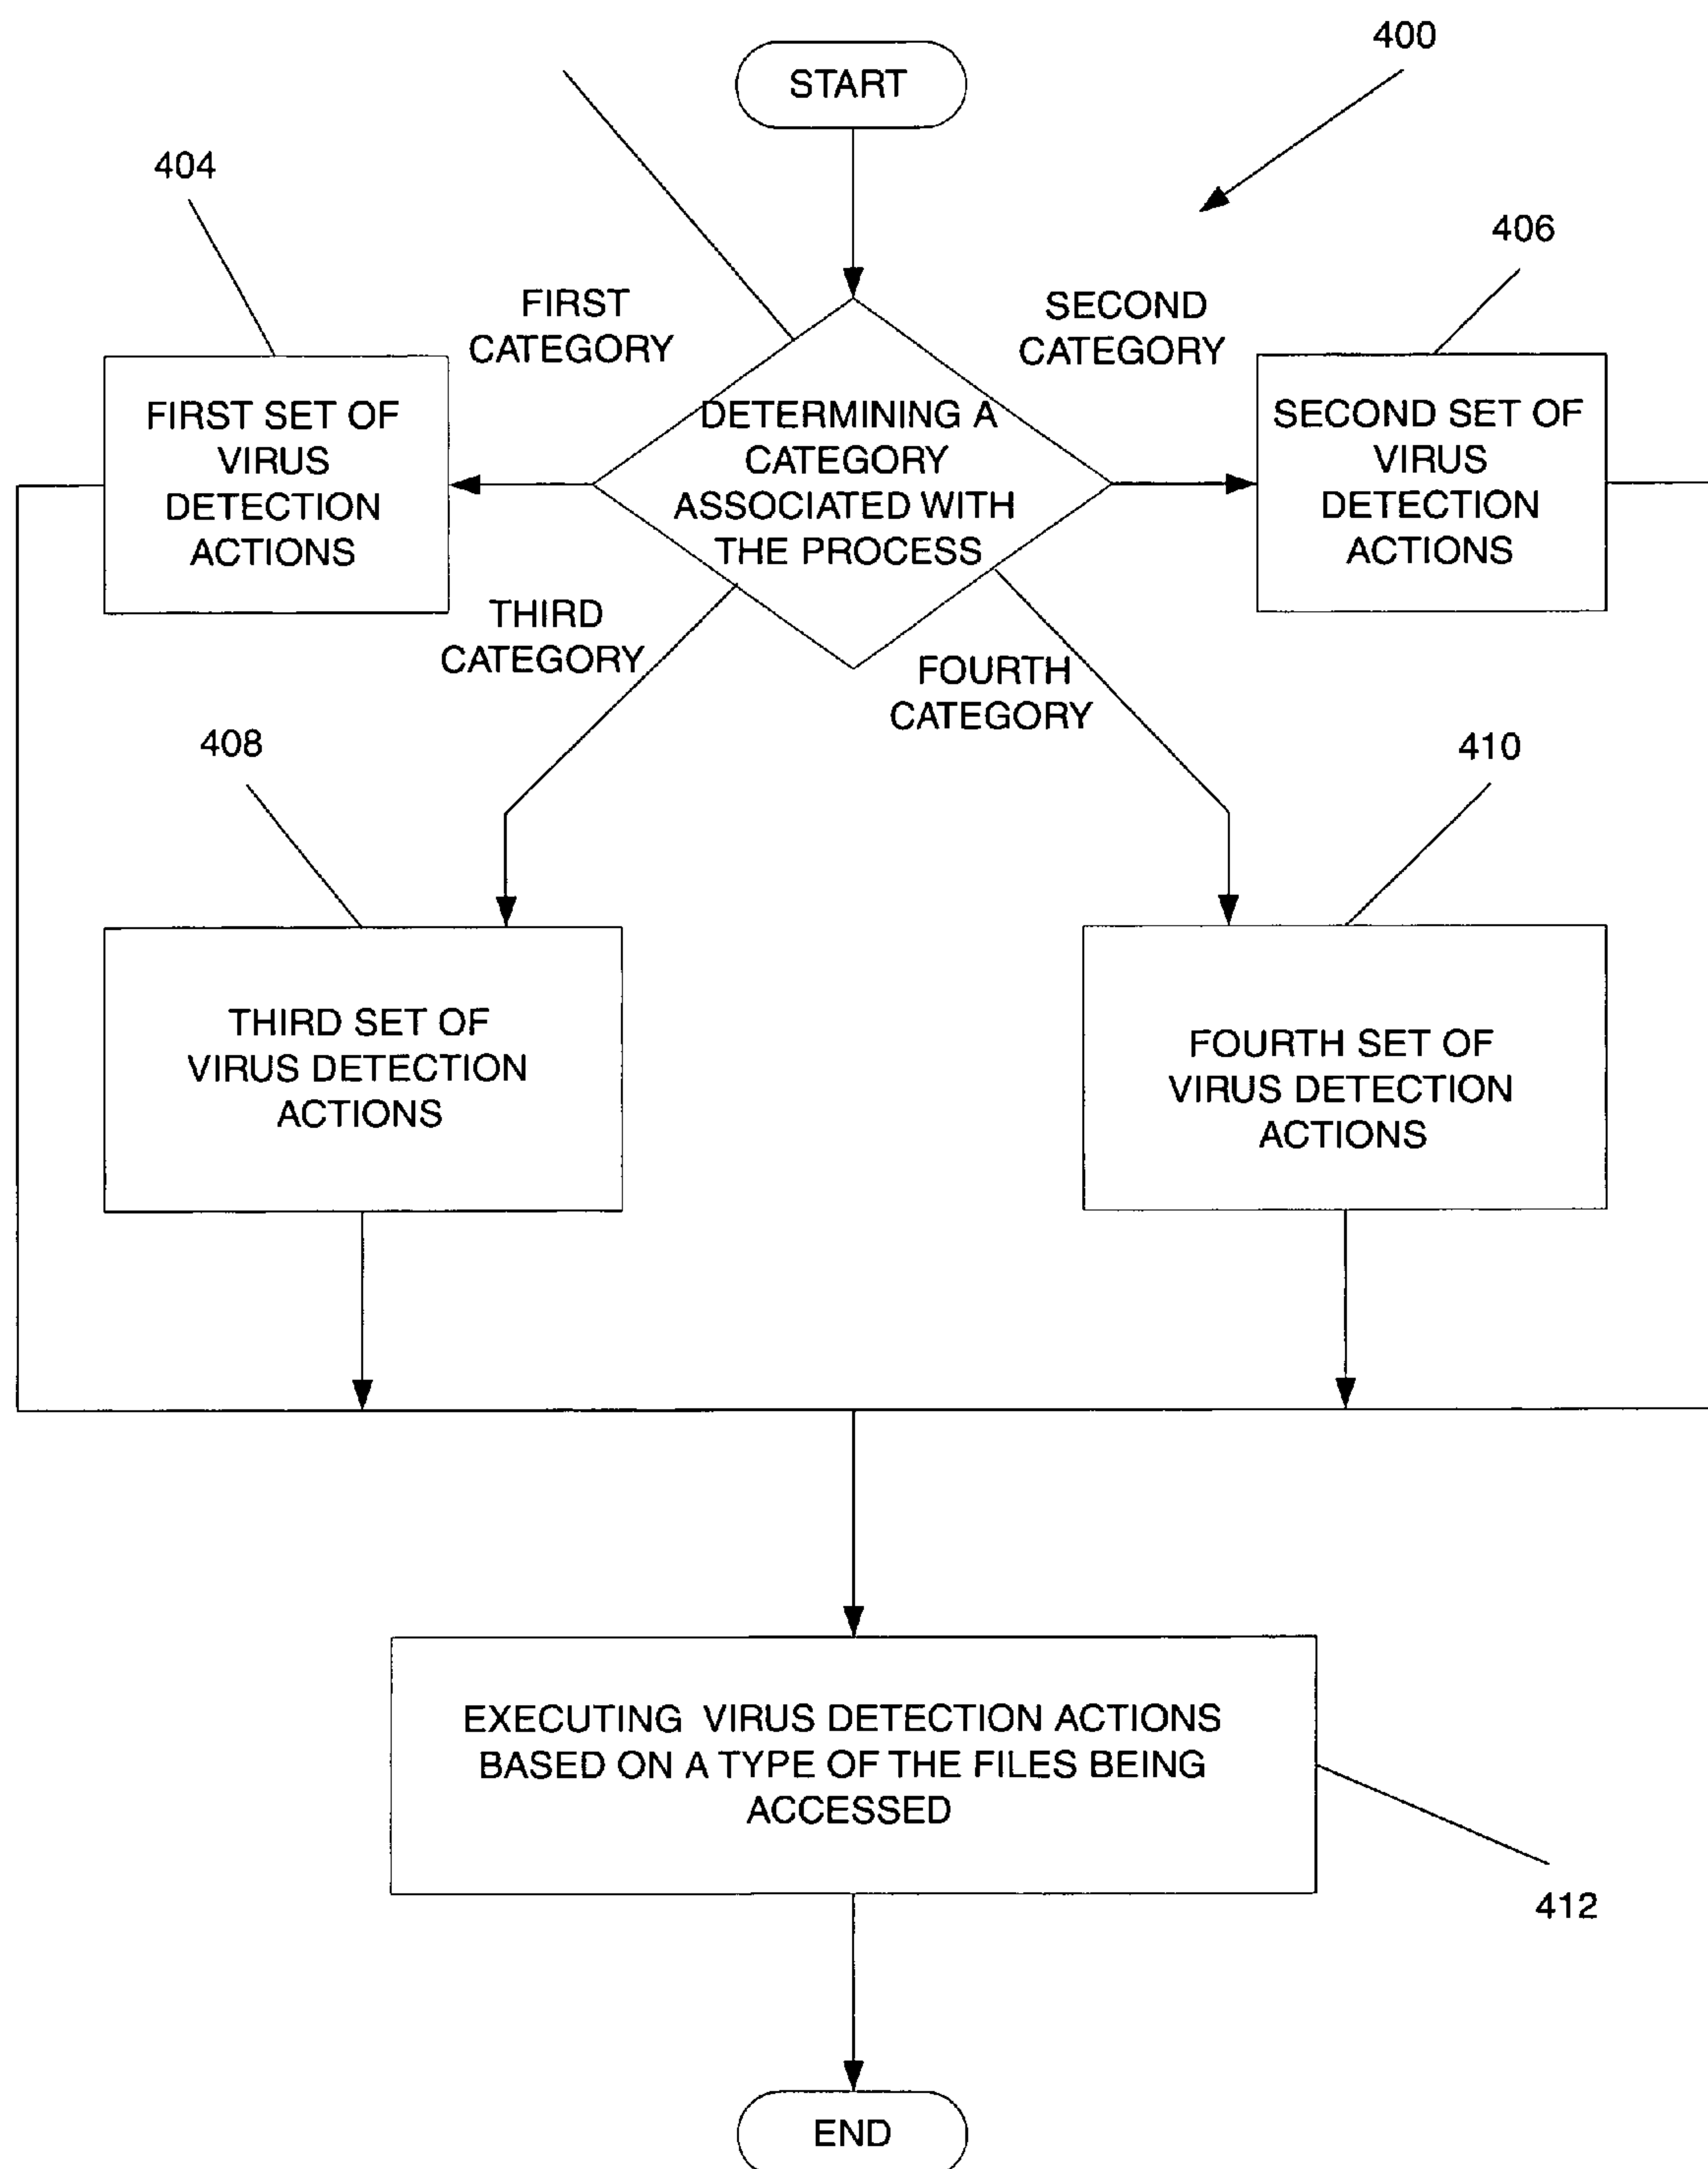 400
START
404
406
FIRST
CATEGORY
SECOND
CATEGORY
FIRST SET OF
VIRUS
DETECTION
ACTIONS
DETERMINING A
CATEGORY
ASSOCIATED WITH
THE PROCESS
SECOND SET OF
VIRUS
DETECTION
ACTIONS
THIRD
CATEGORY
FOURTH
CATEGORY
408
410
THIRD SET OF
VIRUS DETECTION
ACTIONS
FOURTH SET OF
VIRUS DETECTION
ACTIONS
EXECUTING VIRUS DETECTION ACTIONS
BASED ON A TYPE OF THE FILES BEING
ACCESSED
412
END